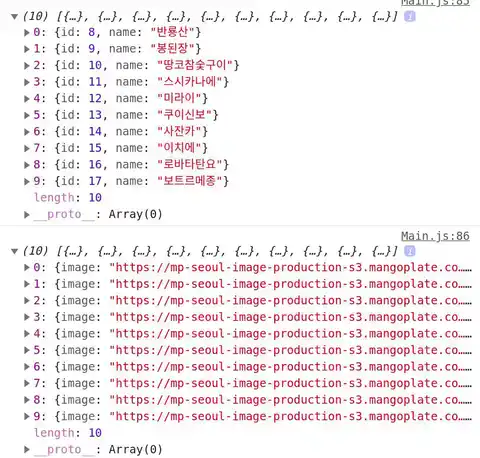 Main.js:85
(10) [{…}, {…}, {…}, {…}, {…}, {…}, {…}, {…}, {…}, {…}] i
0: {id: 8, name: "반룡산"}
1: {id: 9, name: "봉된장"}
2: {id: 10, name: "땅코참숯구이"}
3: {id: 11, name: "스시카나에"}
4: {id: 12, name: "미라이"}
5: {id: 13, name: "쿠이신보"}
6: {id: 14, name: "사잔카"}
7: {id: 15, name: "이치에"}
8: {id: 16, name: "로바타탄요"}
9: {id: 17, name: "보트르메종"}
length: 10
__proto__: Array(0)
Main.js:86
(10) [{…}, {…}, {…}, {…}, {…}, {…}, {…}, {…}, {…}, {…}] i
0: {image: "https://mp-seoul-image-production-s3.mangoplate.co……
1: {image: "https://mp-seoul-image-production-s3.mangoplate.co……
2: {image: "https://mp-seoul-image-production-s3.mangoplate.co……
3: {image: "https://mp-seoul-image-production-s3.mangoplate.co……
4: {image: "https://mp-seoul-image-production-s3.mangoplate.co……
5: {image: "https://mp-seoul-image-production-s3.mangoplate.co……
6: {image: "https://mp-seoul-image-production-s3.mangoplate.co……
7: {image: "https://mp-seoul-image-production-s3.mangoplate.co……
8: {image: "https://mp-seoul-image-production-s3.mangoplate.co……
9: {image: "https://mp-seoul-image-production-s3.mangoplate.co……
length: 10
__proto__: Array(0)